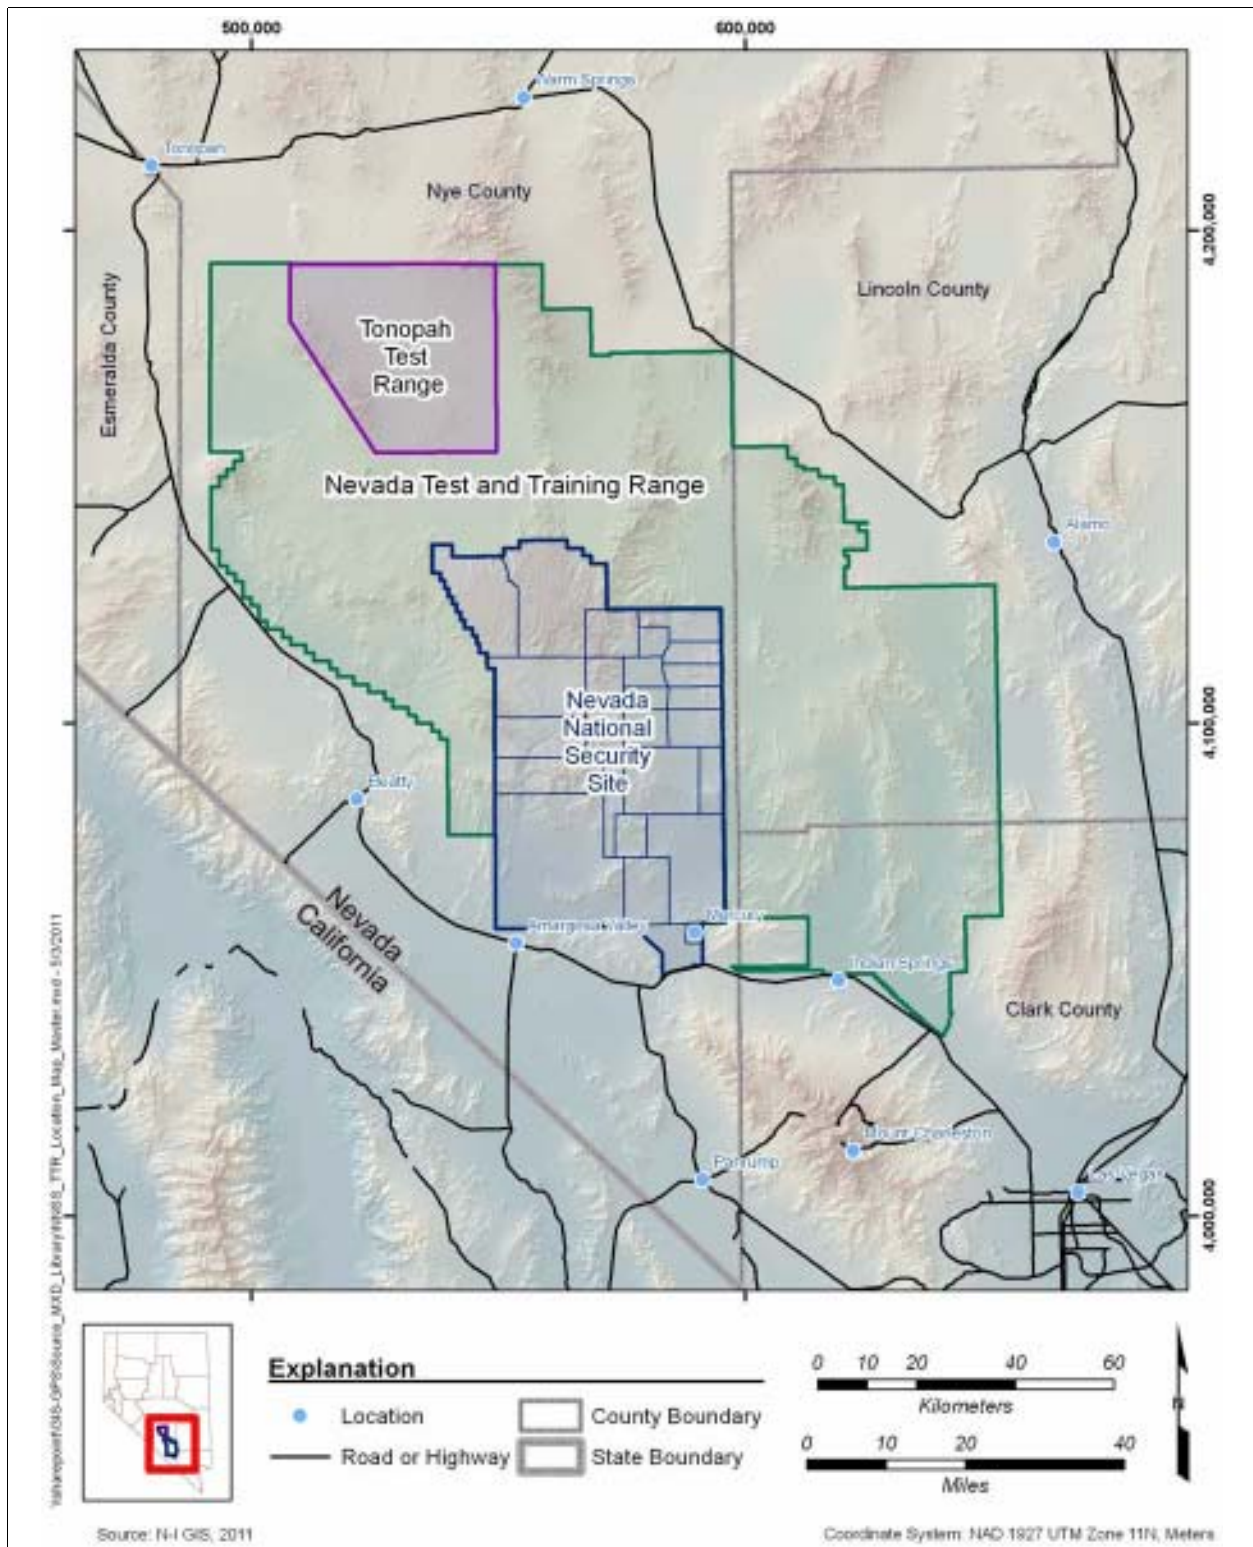 500,000
600,000
Warm Springs
Tonopah
Nye County
4,200,000
Esmeralda County
Lincoln County
Tonopah
Test
Range
Nevada Test and Training Range
Alamo
Nevada
National
Security
Site
4,100,000
Beatty
Nevada
California
Amargosa Valley
Mercury
Indian Springs
Clark County
Mount Charleston
Pahrump
Las Vegas
4,000,000
Explanation
Location
County Boundary
Road or Highway
State Boundary
0 10 20 40 60
Kilometers
0 10 20 40
Miles
N
Source: N-I GIS, 2011
Coordinate System: NAD 1927 UTM Zone 11N, Meters